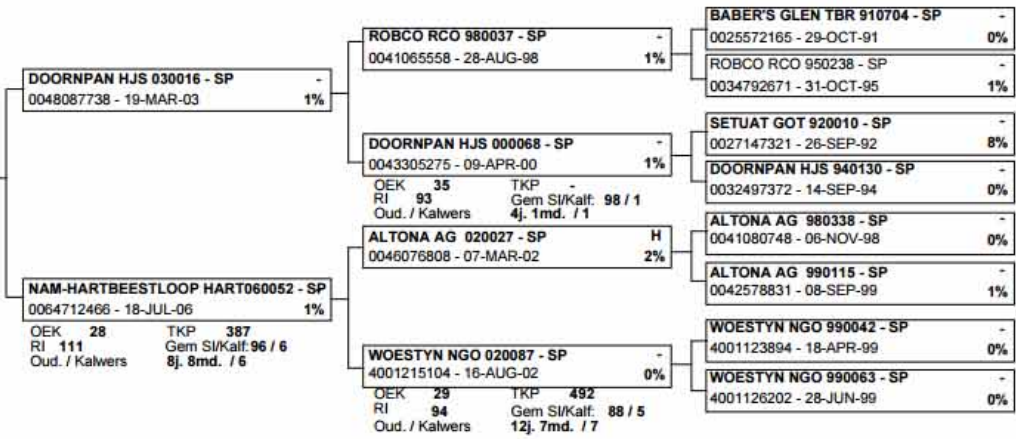 DOORNPAN HJS 030016 - SP -
0048087738 - 19-MAR-03 1%
NAM-HARTBEESTLOOP HART060052 - SP
0064712466 - 18-JUL-06 1%
OEK 28 TKP 387
RI 111 Gem SI/Kalf: 96 / 6
Oud. / Kalwers 8j. 8md. / 6
ROBCO RCO 980037 - SP -
0041065558 - 28-AUG-98 1%
DOORNPAN HJS 000068 - SP -
0043305275 - 09-APR-00 1%
OEK 35 TKP -
RI 93 Gem SI/Kalf: 98 / 1
Oud. / Kalwers 4j. 1md. / 1
ALTONA AG 020027 - SP H
0046076808 - 07-MAR-02 2%
WOESTYN NGO 020087 - SP -
4001215104 - 16-AUG-02 0%
OEK 29 TKP 492
RI 94 Gem SI/Kalf: 88 / 5
Oud. / Kalwers 12j. 7md. / 7
BABER'S GLEN TBR 910704 - SP -
0025572165 - 29-OCT-91 0%
ROBCO RCO 950238 - SP -
0034792671 - 31-OCT-95 1%
SETUAT GOT 920010 - SP -
0027147321 - 26-SEP-92 8%
DOORNPAN HJS 940130 - SP -
0032497372 - 14-SEP-94 0%
ALTONA AG 980338 - SP -
0041080748 - 06-NOV-98 0%
ALTONA AG 990115 - SP -
0042578831 - 08-SEP-99 1%
WOESTYN NGO 990042 - SP -
4001123894 - 18-APR-99 0%
WOESTYN NGO 990063 - SP -
4001126202 - 28-JUN-99 0%